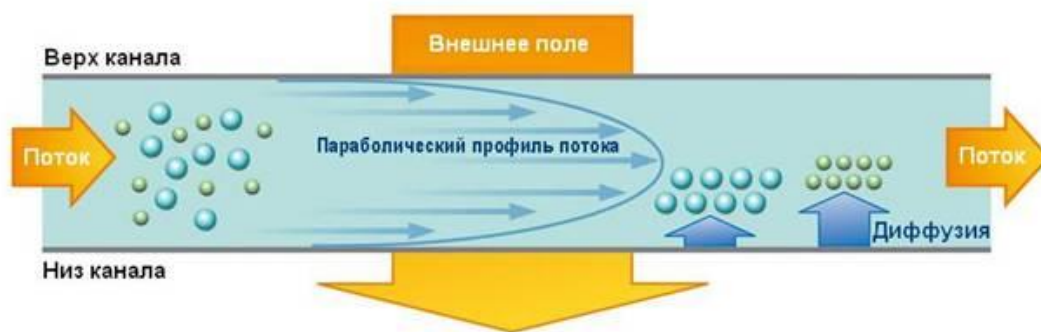 Внешнее поле
Верх канала
Поток
Параболический профиль потока
Поток
Диффузия
Низ канала